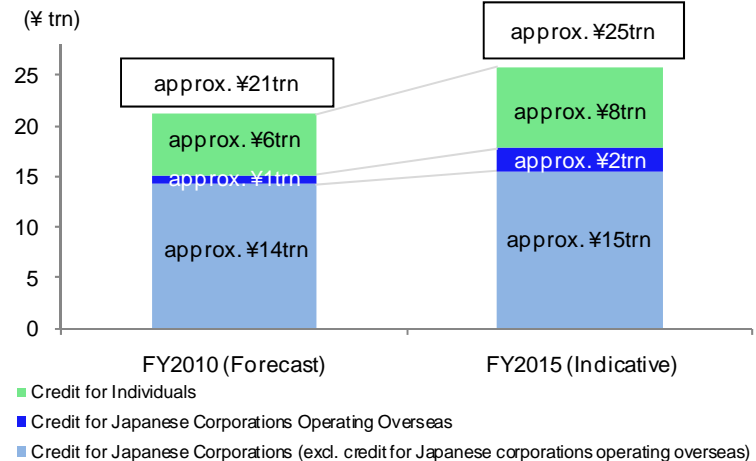 (¥ trn)
approx. ¥25trn
approx. ¥21trn
25
20
15
10
5
0
approx. ¥6trn
approx. ¥1trn
approx. ¥14trn
approx. ¥8trn
approx. ¥2trn
approx. ¥15trn
FY2010 (Forecast)
FY2015 (Indicative)
Credit for Individuals
Credit for Japanese Corporations Operating Overseas
Credit for Japanese Corporations (excl. credit for Japanese corporations operating overseas)